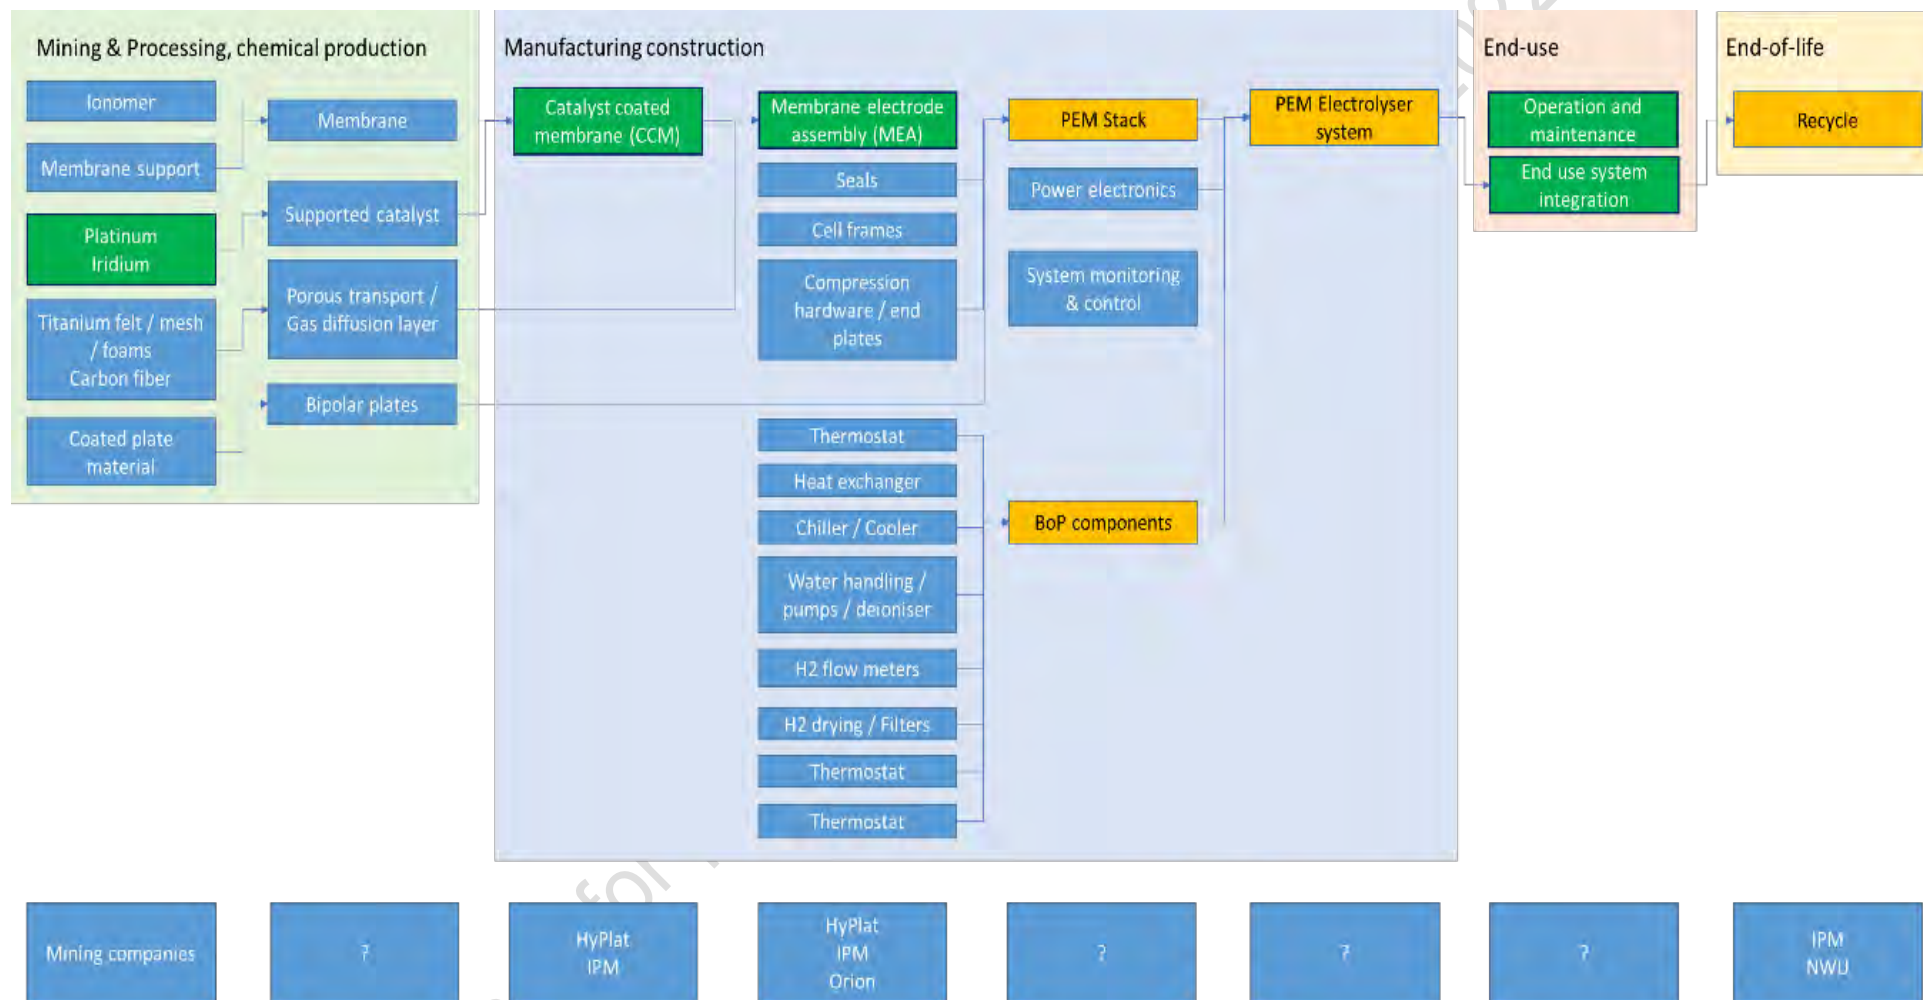 Mining & Processing, chemical production
Ionomer
Membrane support
Platinum
Iridium
Titanium felt / mesh
/ foams
Carbon fiber
Coated plate
material
Membrane
Supported catalyst
Porous transport /
Gas diffusion layer
Bipolar plates
Manufacturing construction
Catalyst coated
membrane (CCM)
Membrane electrode
assembly (MEA)
Seals
Cell frames
Compression
hardware / end
plates
Thermostat
Heat exchanger
Chiller / Cooler
Water handling /
pumps / deioniser
H2 flow meters
H2 drying / Filters
Thermostat
Thermostat
PEM Stack
Power electronics
System monitoring
& control
BoP components
PEM Electrolyser
system
End-use
Operation and
maintenance
End use system
integration
End-of-life
Recycle
for
Mining companies
?
HyPlat
IPM
HyPlat
IPM
Orion
?
?
?
IPM
NWU